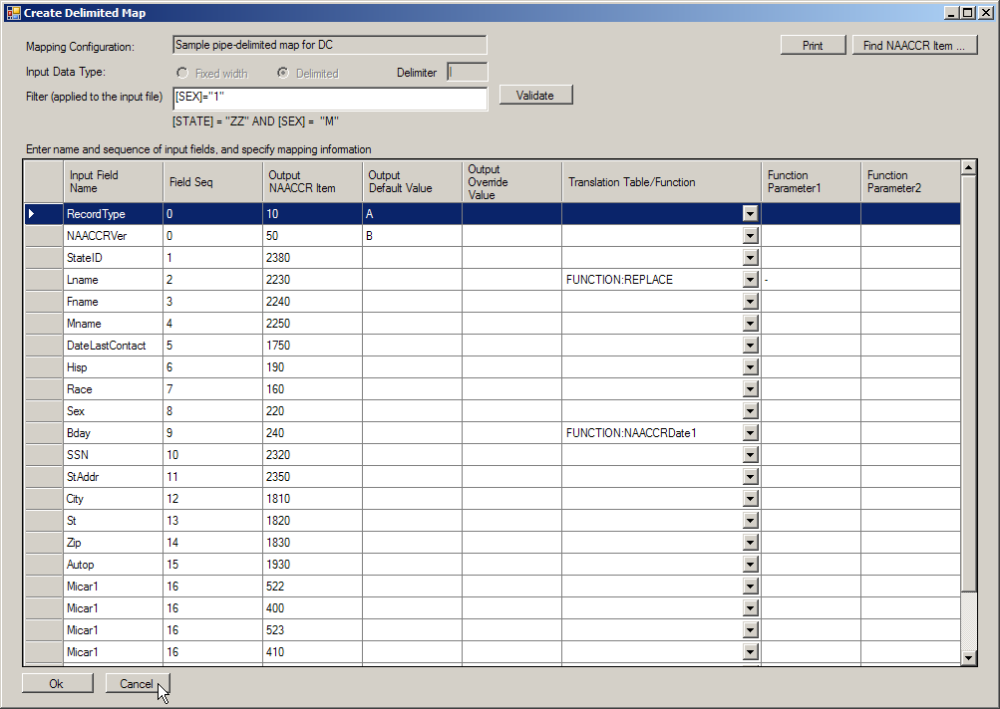 Create Delimited Map
Mapping Configuration: Sample pipe-delimited map for DC Print Find NAACCR Item ...
Input Data Type: Fixed width Delimited Delimiter |
Filter (applied to the input file) [SEX]="1" Validate
[STATE] = "ZZ" AND [SEX] = "M"
Enter name and sequence of input fields, and specify mapping information
Input Field Name Field Seq Output NAACCR Item Output Default Value Output Override Value Translation Table/Function Function Parameter1 Function Parameter2
RecordType 0 10 A
NAACCRVer 0 50 B
StateID 1 2380
Lname 2 2230 FUNCTION:REPLACE -
Fname 3 2240
Mname 4 2250
DateLastContact 5 1750
Hisp 6 190
Race 7 160
Sex 8 220
Bday 9 240 FUNCTION:NAACCRDate1
SSN 10 2320
StAddr 11 2350
City 12 1810
St 13 1820
Zip 14 1830
Autop 15 1930
Micar1 16 522
Micar1 16 400
Micar1 16 523
Micar1 16 410
Ok Cancel